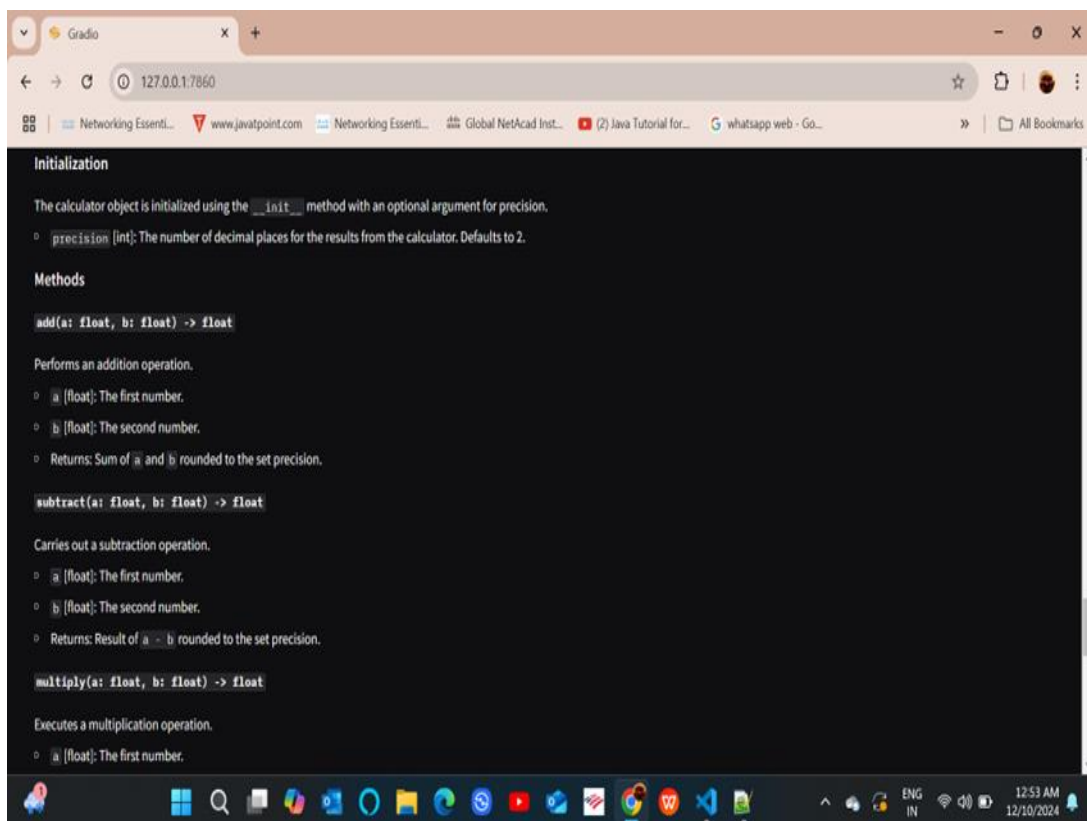 Gradio
127.0.0.1:7860
Networking Essenti...
www.javatpoint.com
Networking Essenti...
Global NetAcad Inst...
(2) Java Tutorial for...
whatsapp web - Go...
All Bookmarks
Initialization
The calculator object is initialized using the __init__ method with an optional argument for precision.
precision [int]: The number of decimal places for the results from the calculator. Defaults to 2.
Methods
add(a: float, b: float) -> float
Performs an addition operation.
a [float]: The first number.
b [float]: The second number.
Returns: Sum of a and b rounded to the set precision.
subtract(a: float, b: float) -> float
Carries out a subtraction operation.
a [float]: The first number.
b [float]: The second number.
Returns: Result of a - b rounded to the set precision.
multiply(a: float, b: float) -> float
Executes a multiplication operation.
a [float]: The first number.
ENG
IN
12:53 AM
12/10/2024